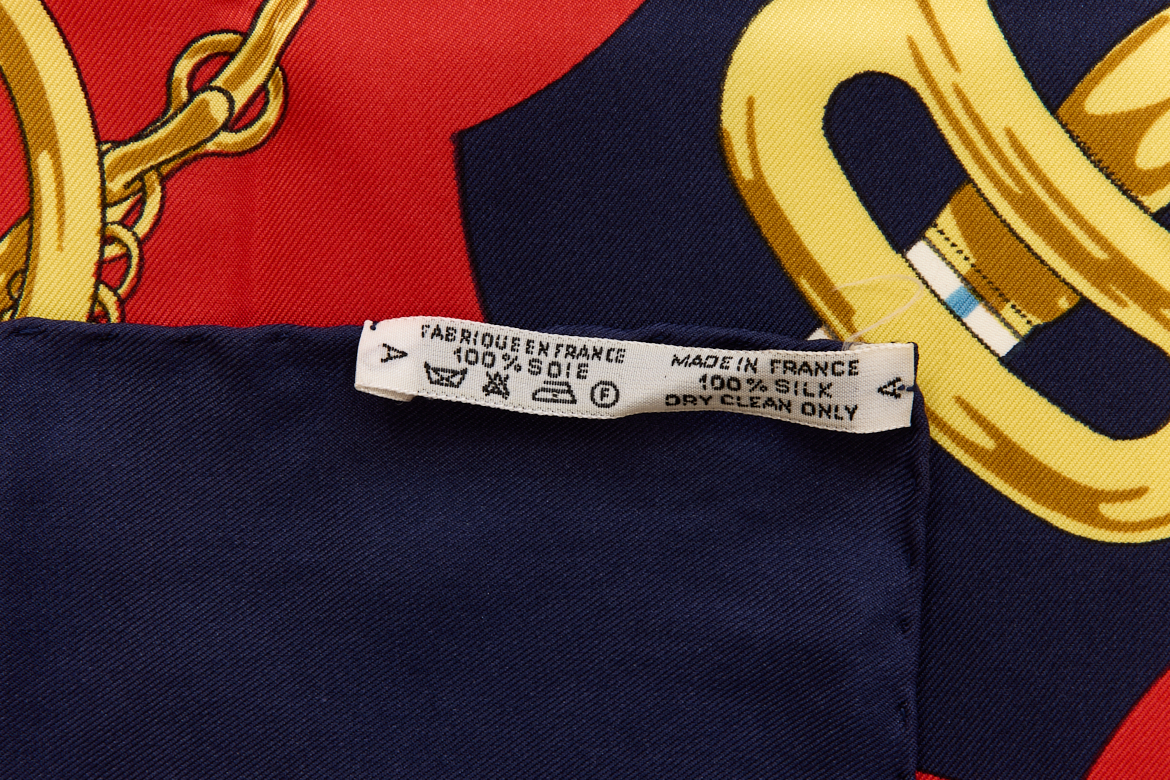 A
FABRIQUE EN FRANCE
100% SOIE
F
MADE IN FRANCE
100% SILK
DRY CLEAN ONLY
A